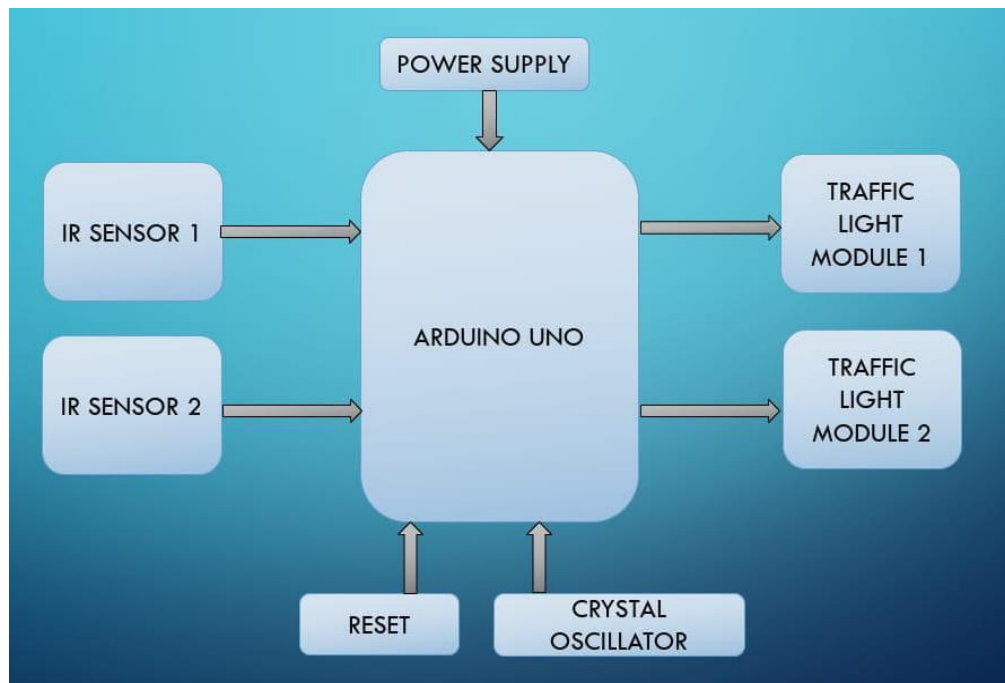 POWER SUPPLY
IR SENSOR 1
TRAFFIC
LIGHT
MODULE 1
ARDUINO UNO
IR SENSOR 2
TRAFFIC
LIGHT
MODULE 2
RESET
CRYSTAL
OSCILLATOR